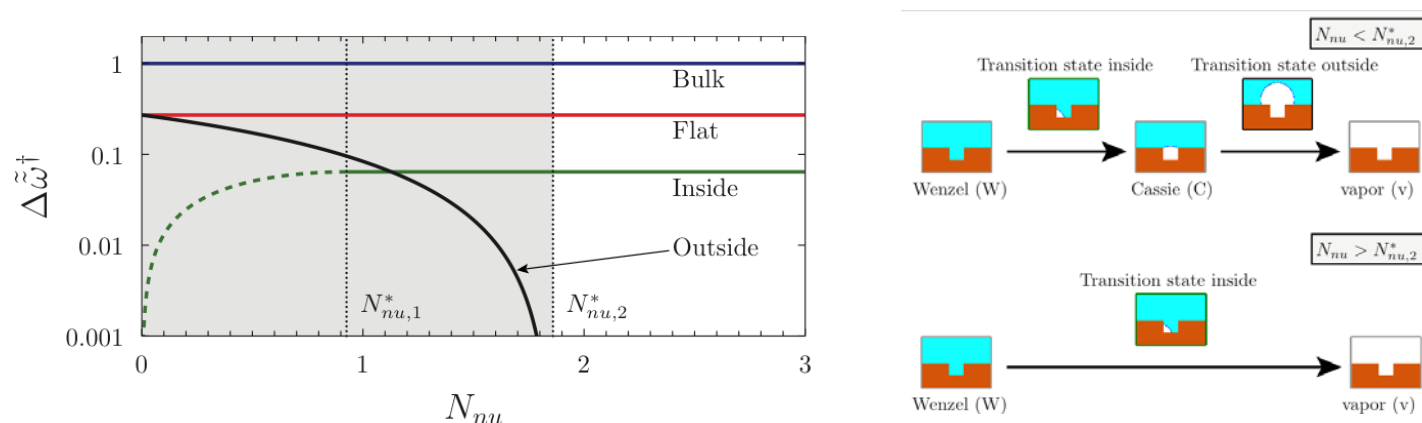 1
0.1
0.01
0.001
Δω̃̃†
Bulk
Flat
Inside
Outside
N*nu,1
N*nu,2
0
1
2
3
Nnu
Nnu < N*nu,2
Transition state inside
Transition state outside
Wenzel (W)
Cassie (C)
vapor (v)
Nnu > N*nu,2
Transition state inside
Wenzel (W)
vapor (v)